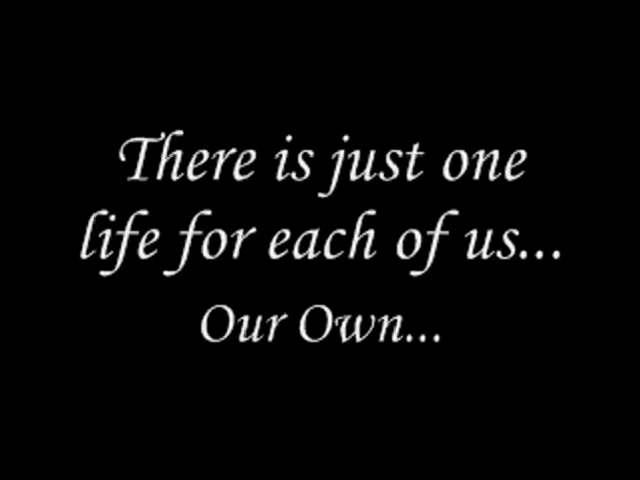 There is just one
life for each of us...
Our Own...